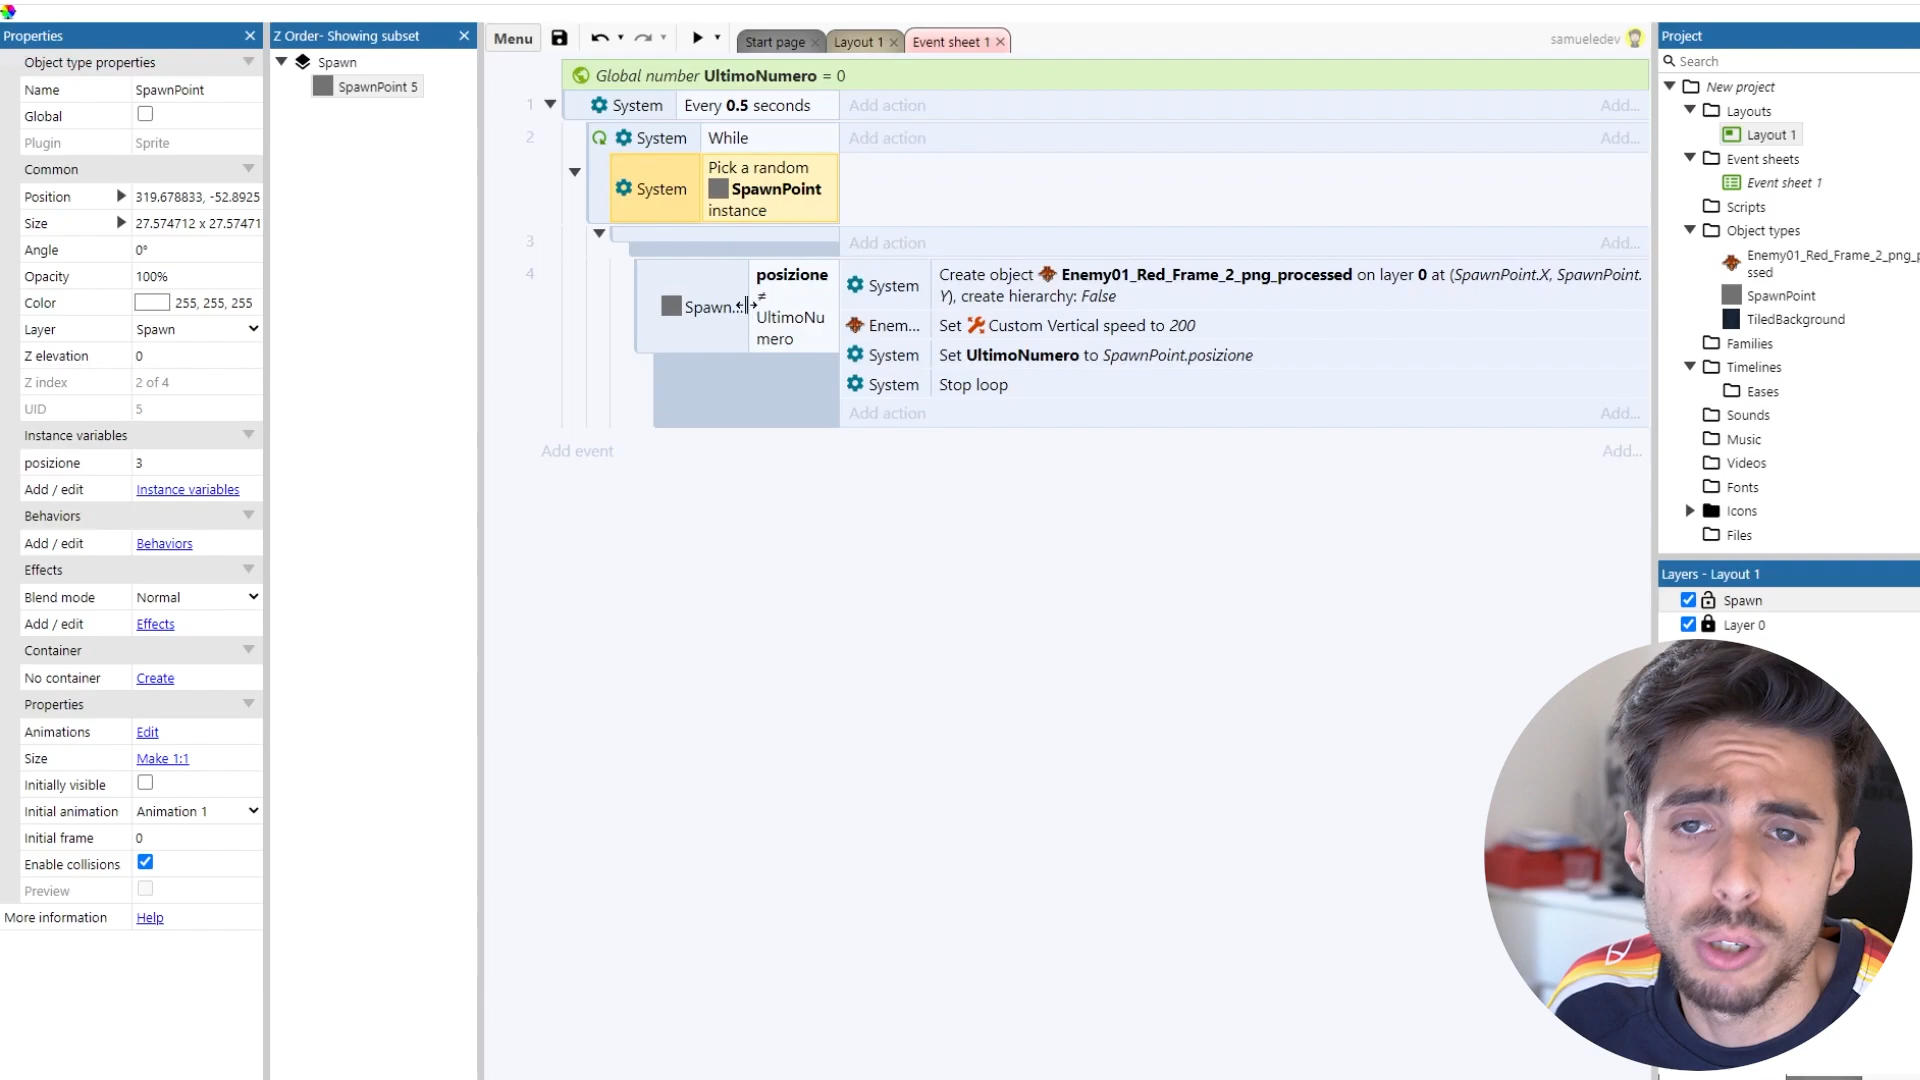 Properties
Object type properties
Name SpawnPoint
Global
Plugin Sprite
Common
Position 319.678833, -52.8925
Size 27.574712 x 27.57471
Angle 0°
Opacity 100%
Color 255, 255, 255
Layer Spawn
Z elevation 0
Z index 2 of 4
UID 5
Instance variables
posizione 3
Add / edit Instance variables
Behaviors
Add / edit Behaviors
Effects
Blend mode Normal
Add / edit Effects
Container
No container Create
Properties
Animations Edit
Size Make 1:1
Initially visible
Initial animation Animation 1
Initial frame 0
Enable collisions
Preview
More information Help
Z Order- Showing subset
Spawn
SpawnPoint 5
Menu
Start page
Layout 1
Event sheet 1
samueledev
Global number UltimoNumero = 0
1 System Every 0.5 seconds Add action Add...
2 System While Add action Add...
System Pick a random
SpawnPoint
instance
3 Add action Add...
4 Spawn... posizione
≠
UltimoNu
mero
System Create object Enemy01_Red_Frame_2_png_processed on layer 0 at (SpawnPoint.X, SpawnPoint.
Y), create hierarchy: False
Enem... Set Custom Vertical speed to 200
System Set UltimoNumero to SpawnPoint.posizione
System Stop loop
Add action Add...
Add event Add...
Project
Search
New project
Layouts
Layout 1
Event sheets
Event sheet 1
Scripts
Object types
Enemy01_Red_Frame_2_png_p
ssed
SpawnPoint
TiledBackground
Families
Timelines
Eases
Sounds
Music
Videos
Fonts
Icons
Files
Layers - Layout 1
Spawn
Layer 0